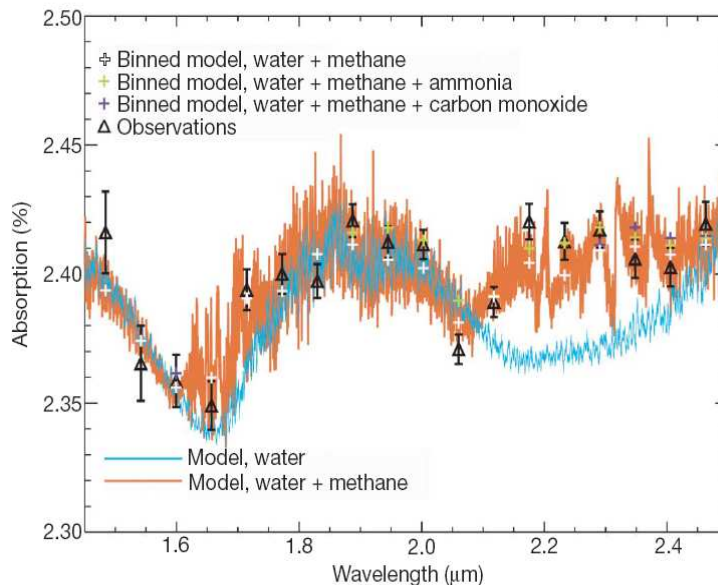 2.50
Binned model, water + methane
Binned model, water + methane + ammonia
Binned model, water + methane + carbon monoxide
Observations
2.45
2.40
2.35
2.30
Absorption (%)
Model, water
Model, water + methane
1.6 1.8 2.0 2.2 2.4
Wavelength (μm)